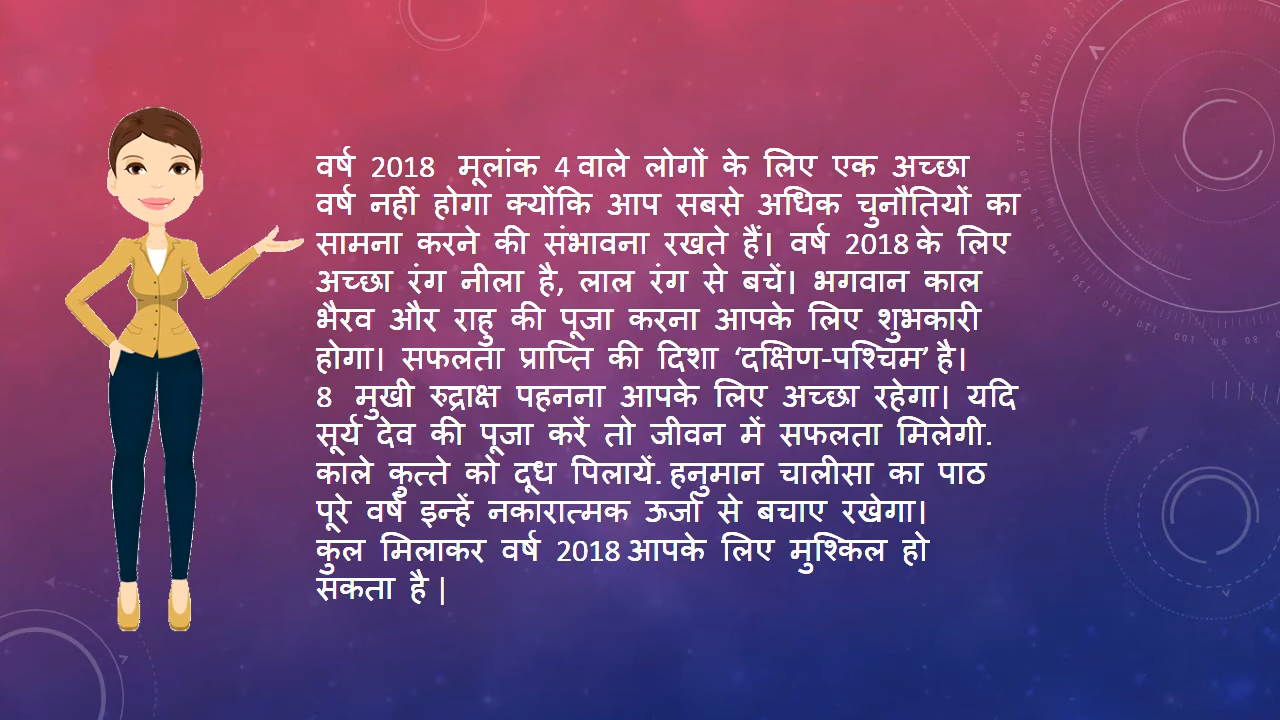 वर्ष 2018 मूलांक 4 वाले लोगों के लिए एक अच्छा
वर्ष नहीं होगा क्योंकि आप सबसे अधिक चुनौतियों का
सामना करने की संभावना रखते हैं। वर्ष 2018 के लिए
अच्छा रंग नीला है, लाल रंग से बचें। भगवान काल
भैरव और राहु की पूजा करना आपके लिए शुभकारी
होगा। सफलता प्राप्ति की दिशा ‘दक्षिण-पश्चिम’ है।
8 मुखी रुद्राक्ष पहनना आपके लिए अच्छा रहेगा। यदि
सूर्य देव की पूजा करें तो जीवन में सफलता मिलेगी.
काले कुत्ते को दूध पिलायें. हनुमान चालीसा का पाठ
पूरे वर्ष इन्हें नकारात्मक ऊर्जा से बचाए रखेगा।
कुल मिलाकर वर्ष 2018 आपके लिए मुश्किल हो
सकता है |